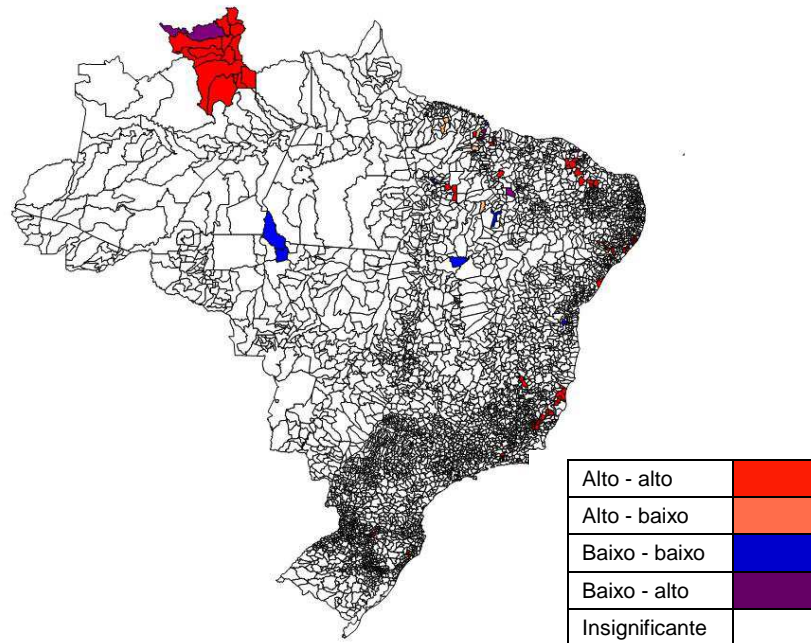 Alto - alto
Alto - baixo
Baixo - baixo
Baixo - alto
Insignificante